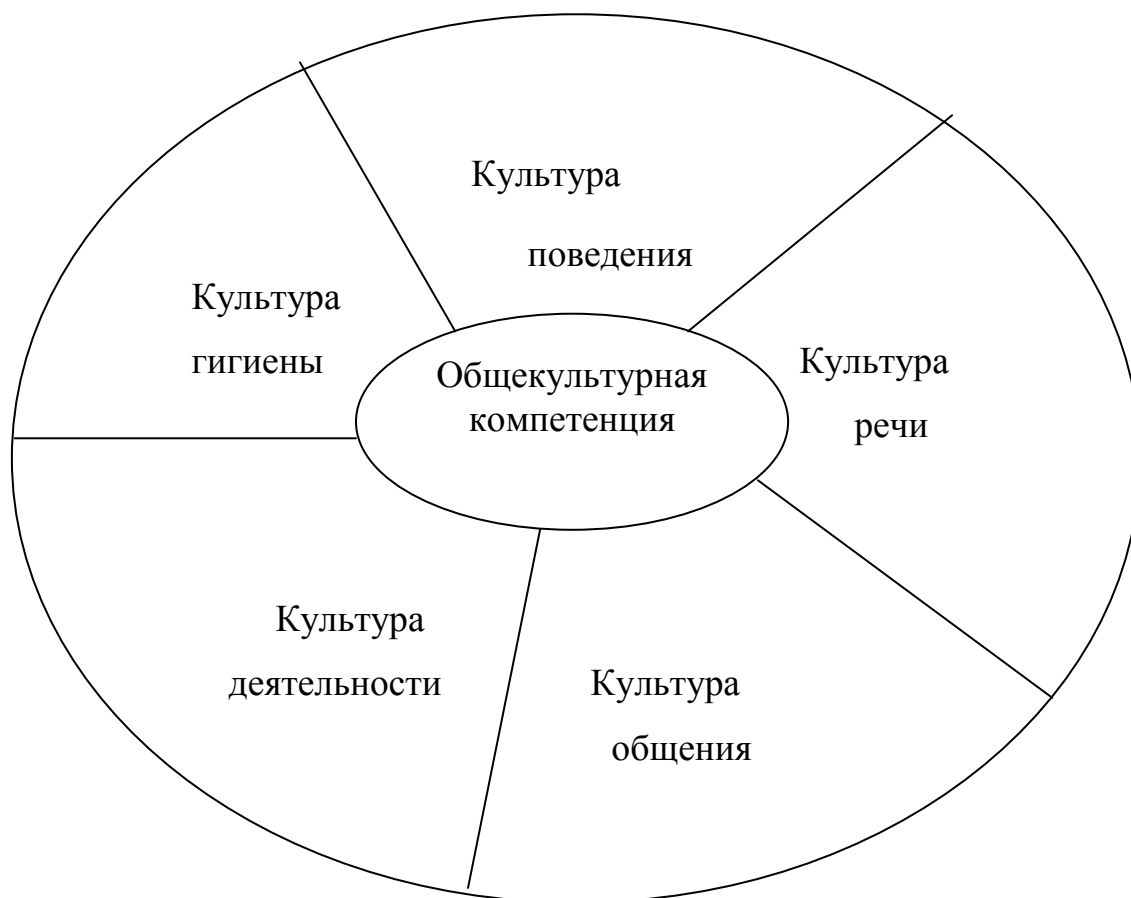 Культура
поведения
Культура
гигиены
Общекультурная
компетенция
Культура
речи
Культура
деятельности
Культура
общения